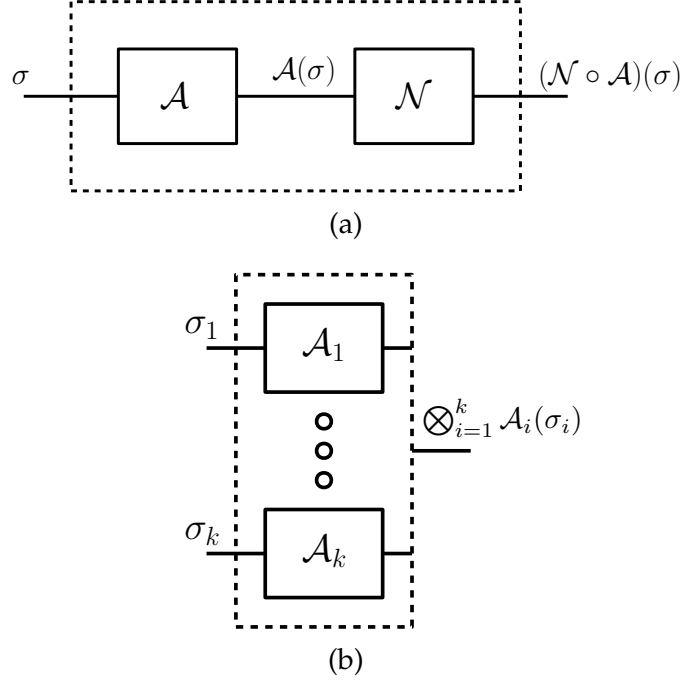 σ 𝒜 𝒜(σ) 𝒩 (𝒩 ∘ 𝒜)(σ)
(a)
σ₁ 𝒜₁
⨂ᵢ₌₁ᵏ 𝒜ᵢ(σᵢ)
σₖ 𝒜ₖ
(b)